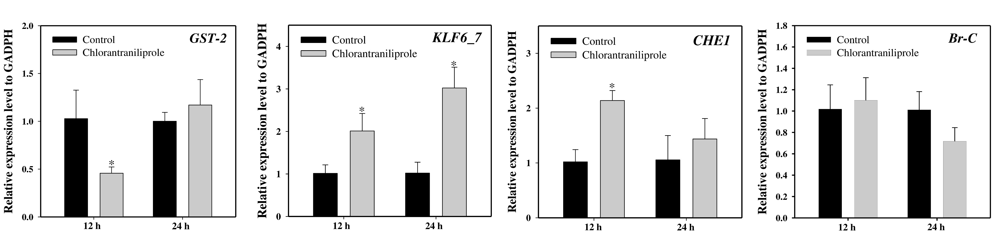 Relative expression level to GADPH
2.0
1.5
1.0
0.5
0.0
Control
Chlorantraniliprole
GST-2
*
12 h
24 h
Relative expression level to GADPH
4
3
2
1
0
Control
Chlorantraniliprole
KLF6_7
*
*
12 h
24 h
Relative expression level to GADPH
3
2
1
0
Control
Chlorantraniliprole
CHE1
*
12 h
24 h
Relative expression level to GADPH
1.8
1.6
1.4
1.2
1.0
0.8
0.6
0.4
0.2
0.0
Control
Chlorantraniliprole
Br-C
12 h
24 h